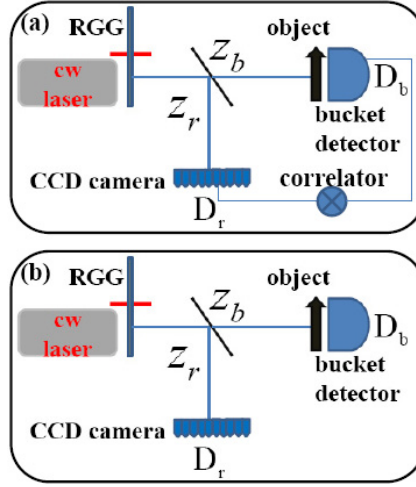 (a)
RGG
object
cw
laser
z_b
D_b
z_r
bucket
detector
CCD camera
correlator
D_r
(b)
RGG
object
cw
laser
z_b
D_b
z_r
bucket
detector
CCD camera
D_r